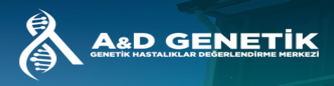 A&D GENETİK
GENETİK HASTALIKLAR DEĞERLENDİRME MERKEZİ